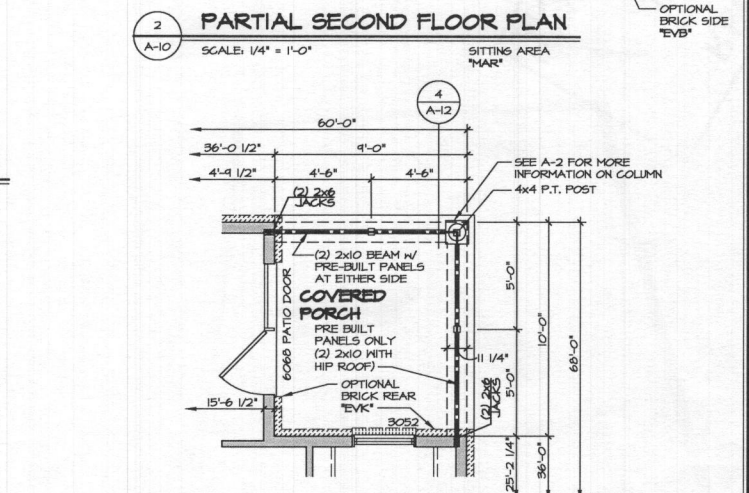 2
A-10
PARTIAL SECOND FLOOR PLAN
SCALE: 1/4" = 1'-0"
SITTING AREA
"MAR"
OPTIONAL
BRICK SIDE
"EVB"
4
A-12
60'-0"
36'-0 1/2"
9'-0"
4'-9 1/2"
4'-6"
4'-6"
(2) 2x6
JACKS
SEE A-2 FOR MORE
INFORMATION ON COLUMN
4x4 P.T. POST
(2) 2x10 BEAM w/
PRE-BUILT PANELS
AT EITHER SIDE
COVERED
PORCH
PRE BUILT
PANELS ONLY
(2) 2x10 WITH
HIP ROOF)
6068 PATIO DOOR
OPTIONAL
BRICK REAR
"EVK"
15'-6 1/2"
3052
11 1/4"
(2) 2x6
JACKS
5'-0"
5'-0"
10'-0"
68'-0"
25'-2 1/4"
36'-0"